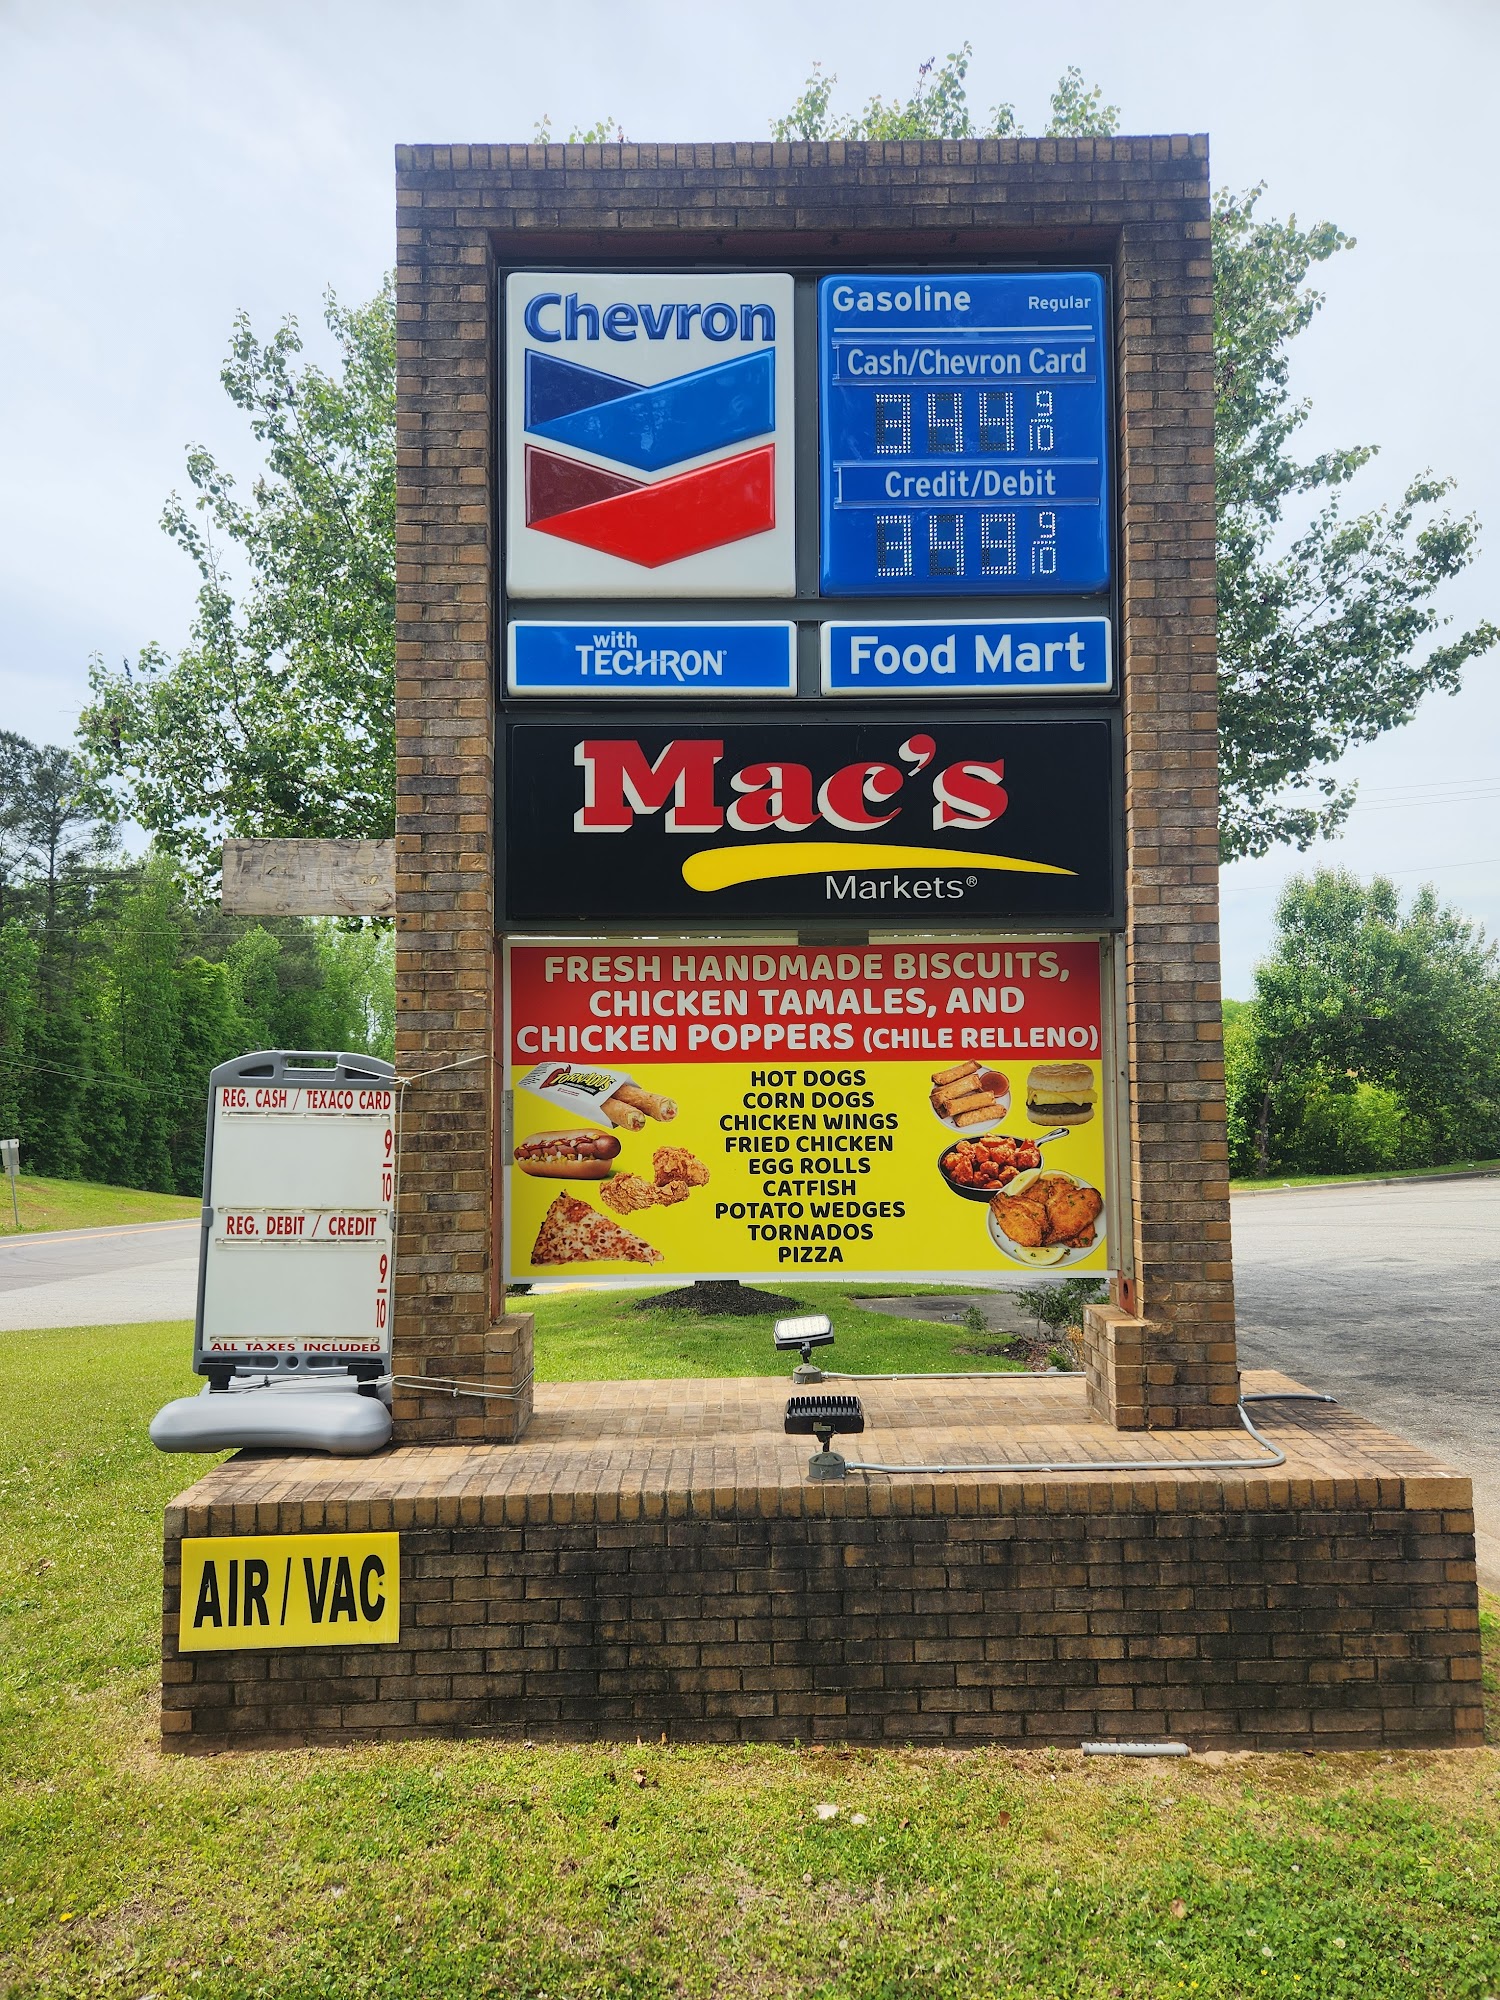 Chevron
Gasoline Regular
Cash/Chevron Card
9/10
Credit/Debit
9/10
with
TECHRON
Food Mart
Mac's
Markets®
FRESH HANDMADE BISCUITS,
CHICKEN TAMALES, AND
CHICKEN POPPERS (CHILE RELLENO)
TORNADOS
HOT DOGS
CORN DOGS
CHICKEN WINGS
FRIED CHICKEN
EGG ROLLS
CATFISH
POTATO WEDGES
TORNADOS
PIZZA
REG. CASH / TEXACO CARD
9/10
REG. DEBIT / CREDIT
9/10
ALL TAXES INCLUDED
AIR / VAC